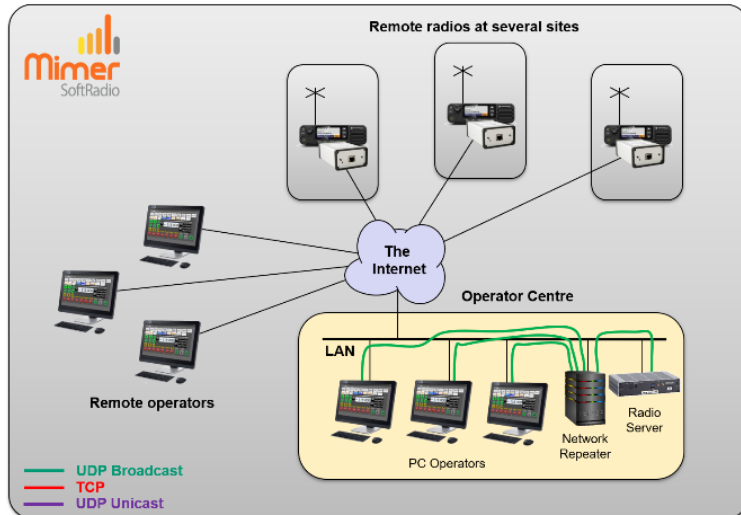 Mimer
SoftRadio
Remote radios at several sites
The
Internet
Operator Centre
LAN
Remote operators
PC Operators
Network
Repeater
Radio
Server
UDP Broadcast
TCP
UDP Unicast